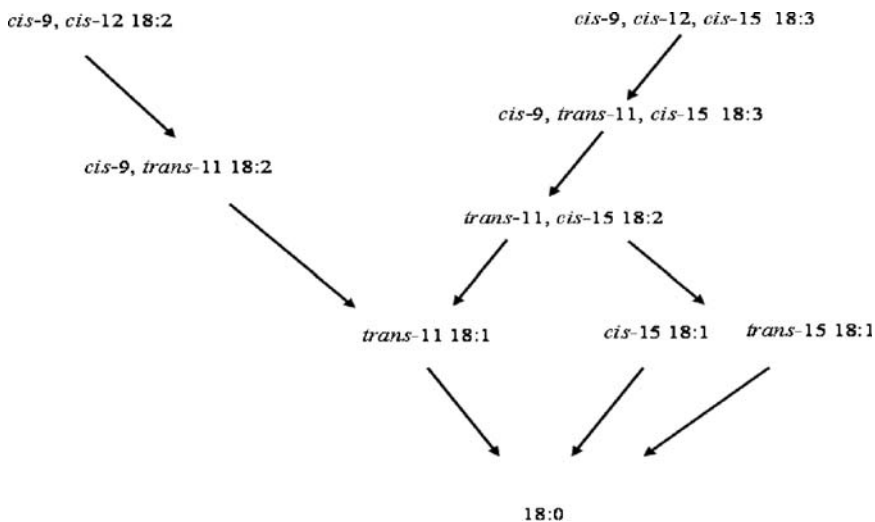 cis-9, cis-12 18:2
cis-9, cis-12, cis-15 18:3
cis-9, trans-11, cis-15 18:3
cis-9, trans-11 18:2
trans-11, cis-15 18:2
trans-11 18:1
cis-15 18:1
trans-15 18:1
18:0